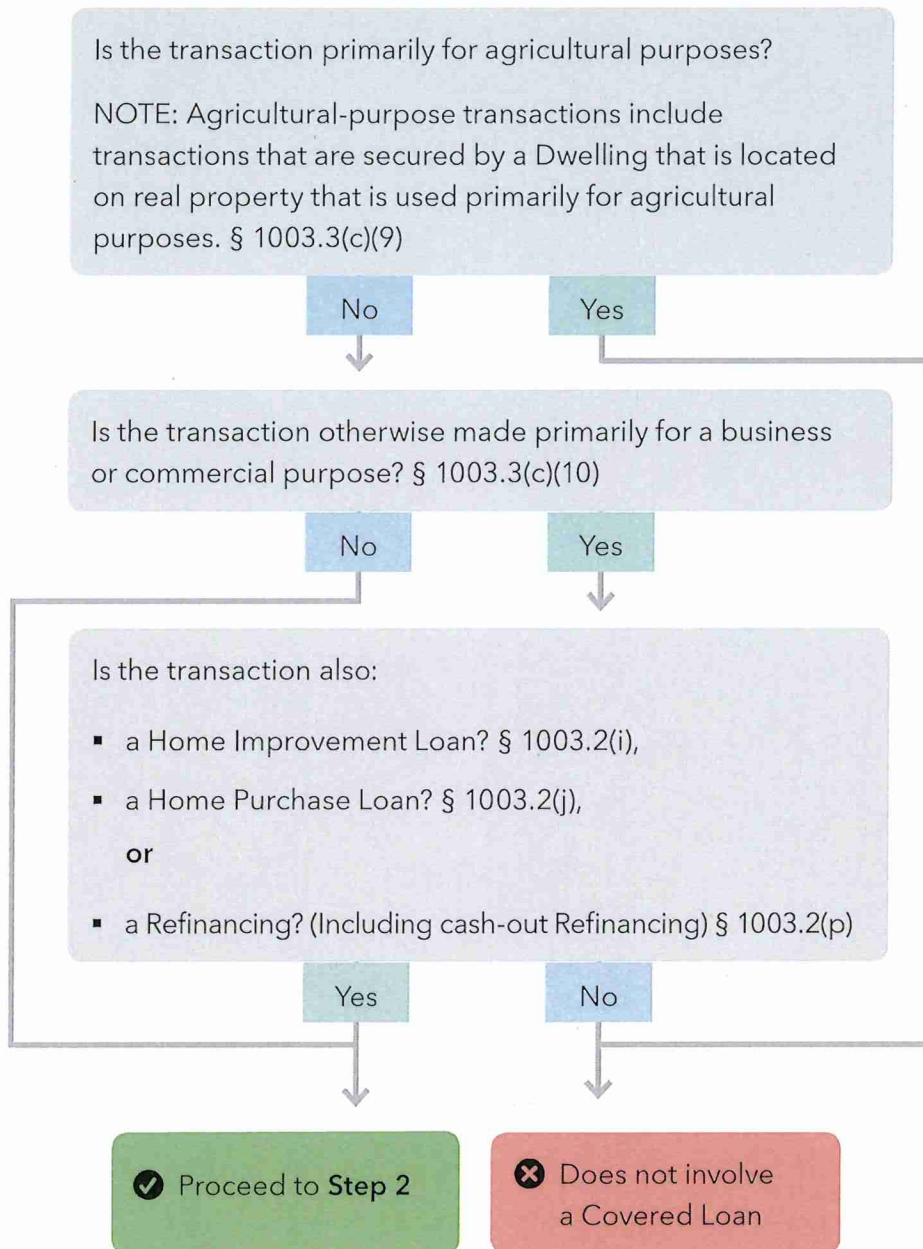 Is the transaction primarily for agricultural purposes?
NOTE: Agricultural-purpose transactions include
transactions that are secured by a Dwelling that is located
on real property that is used primarily for agricultural
purposes. § 1003.3(c)(9)
No
Yes
Is the transaction otherwise made primarily for a business
or commercial purpose? § 1003.3(c)(10)
No
Yes
Is the transaction also:
▪ a Home Improvement Loan? § 1003.2(i),
▪ a Home Purchase Loan? § 1003.2(j),
or
▪ a Refinancing? (Including cash-out Refinancing) § 1003.2(p)
Yes
No
Proceed to Step 2
Does not involve
a Covered Loan